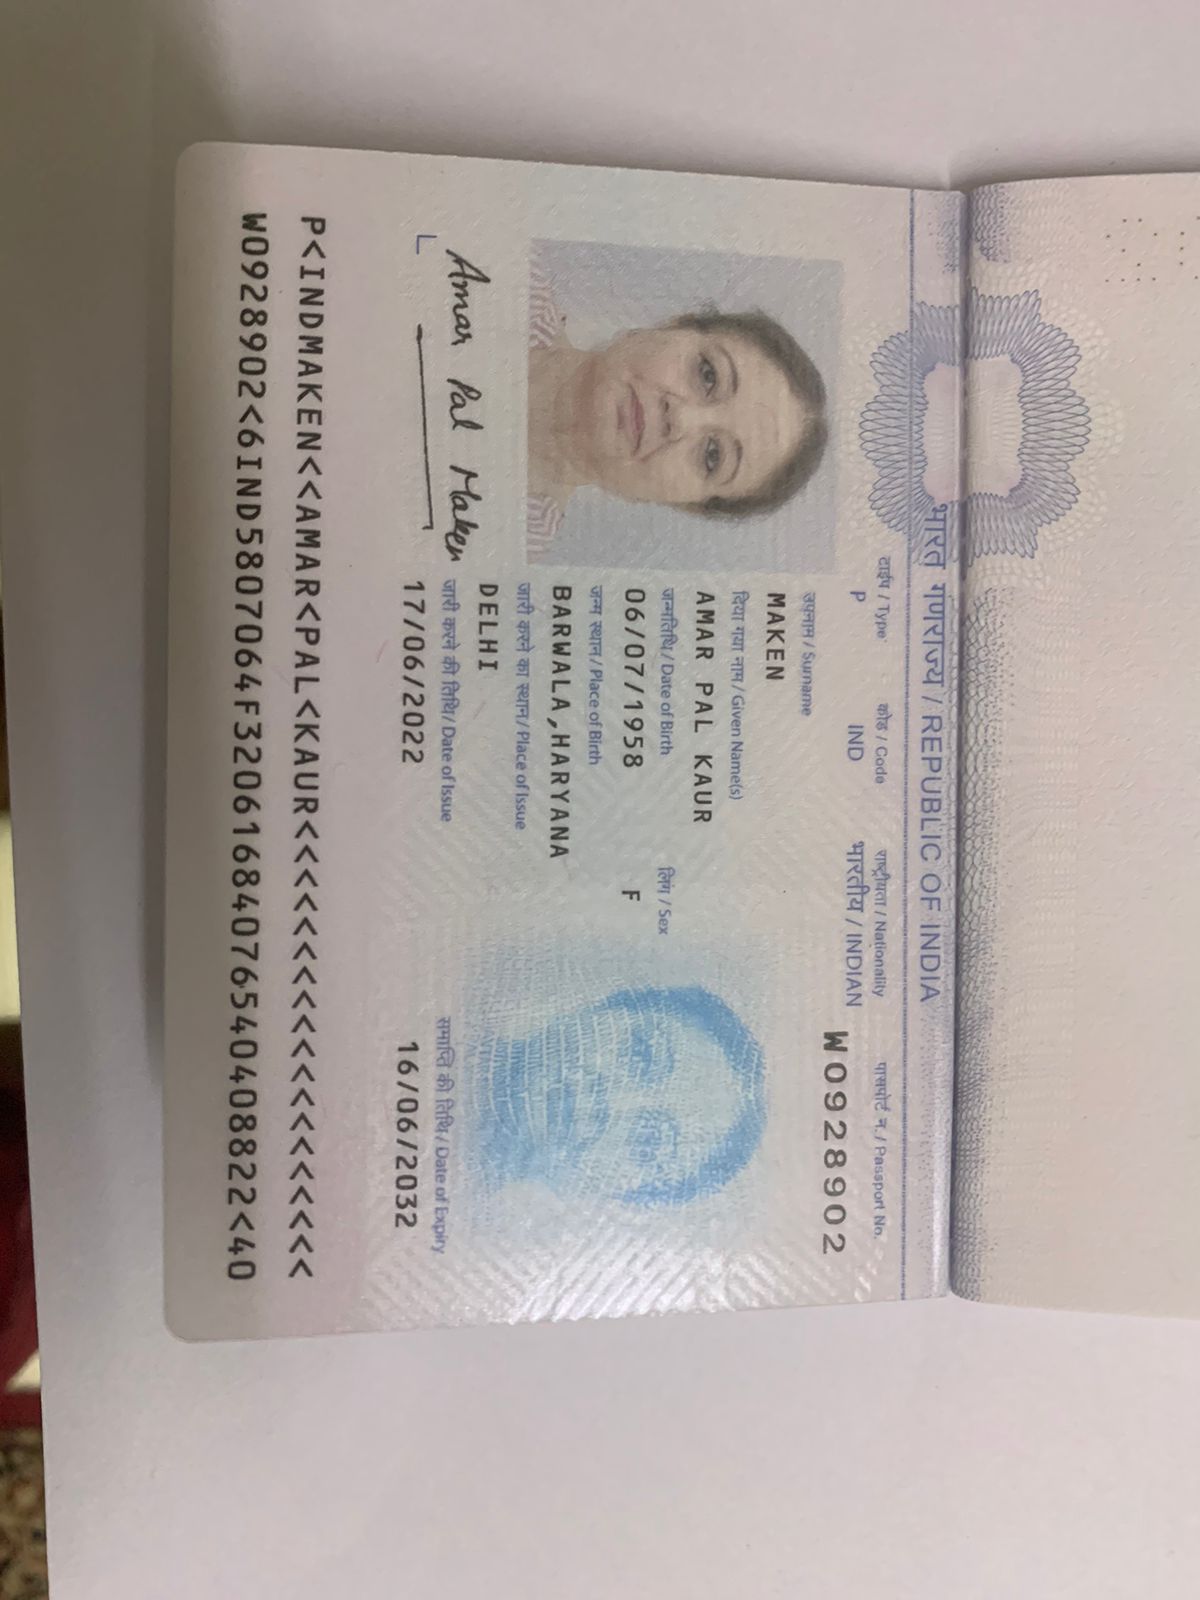 भारत गणराज्य / REPUBLIC OF INDIA
टाईप / Type कोड / Code राष्ट्रीयता / Nationality पासपोर्ट न. / Passport No.
P IND भारतीय / INDIAN W0928902
उपनाम / Surname
MAKEN
दिया गया नाम / Given Name(s)
AMAR PAL KAUR
जन्मतिथि / Date of Birth लिंग / Sex
06/07/1958 F
जन्म स्थान / Place of Birth
BARWALA,HARYANA
जारी करने का स्थान / Place of Issue
DELHI
जारी करने की तिथि / Date of Issue समाप्ति की तिथि / Date of Expiry
17/06/2022 16/06/2032
Amar Pal Maken
P<INDMAKEN<<AMAR<PAL<KAUR<<<<<<<<<<<<<<<<<<<
W0928902<6IND5807064F32061684076540408822<40